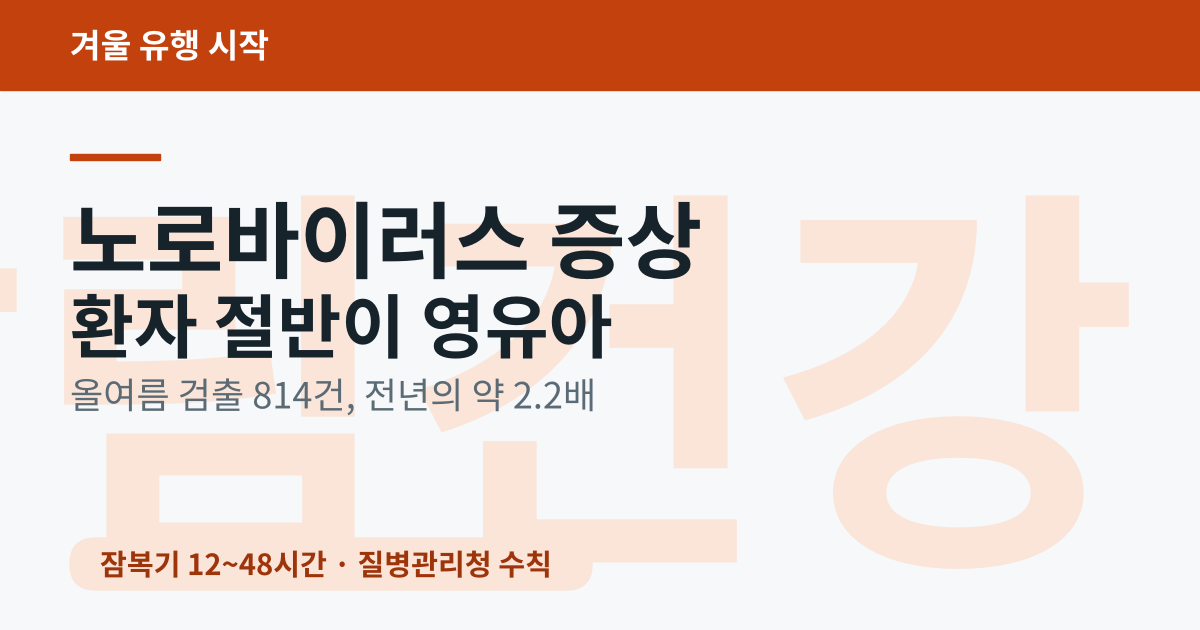 겨울 유행 시작
노로바이러스 증상
환자 절반이 영유아
올여름 검출 814건, 전년의 약 2.2배
잠복기 12~48시간 · 질병관리청 수칙